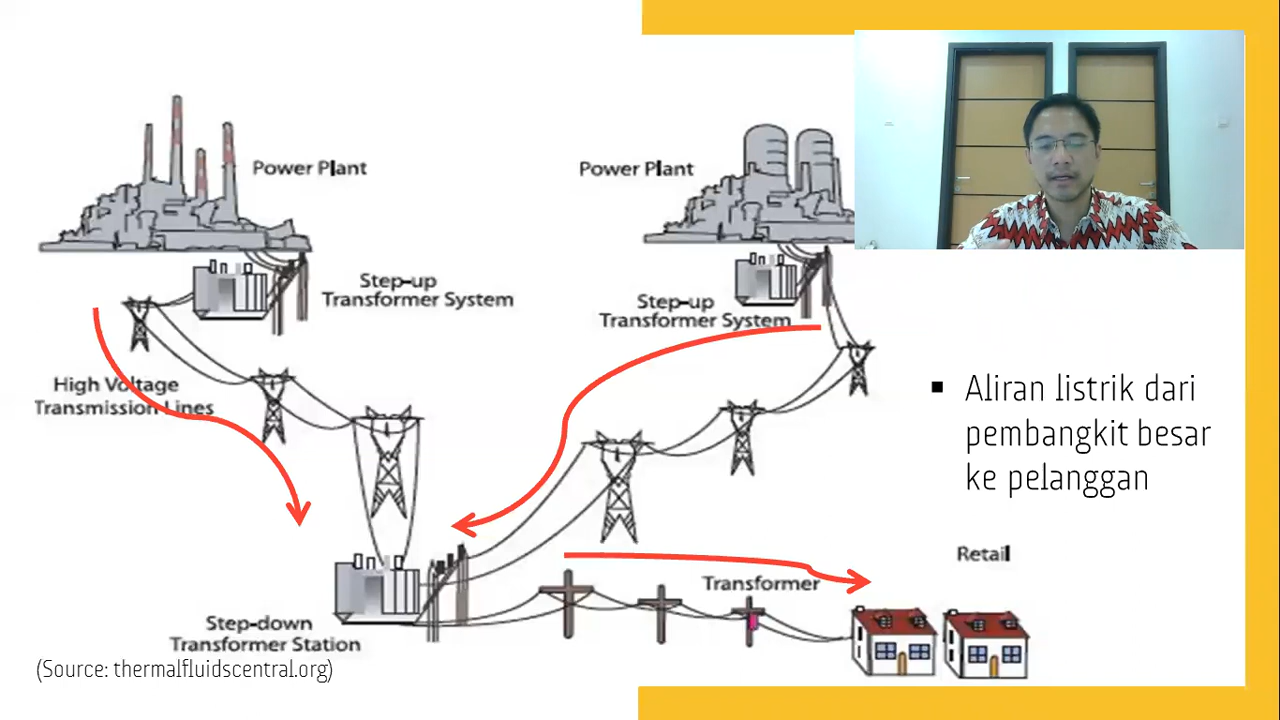 Power Plant
Power Plant
Step-up
Transformer System
Step-up
Transformer System
High Voltage
Transmission Lines
▪ Aliran listrik dari
pembangkit besar
ke pelanggan
Retail
Transformer
Step-down
Transformer Station
(Source: thermalfluidscentral.org)